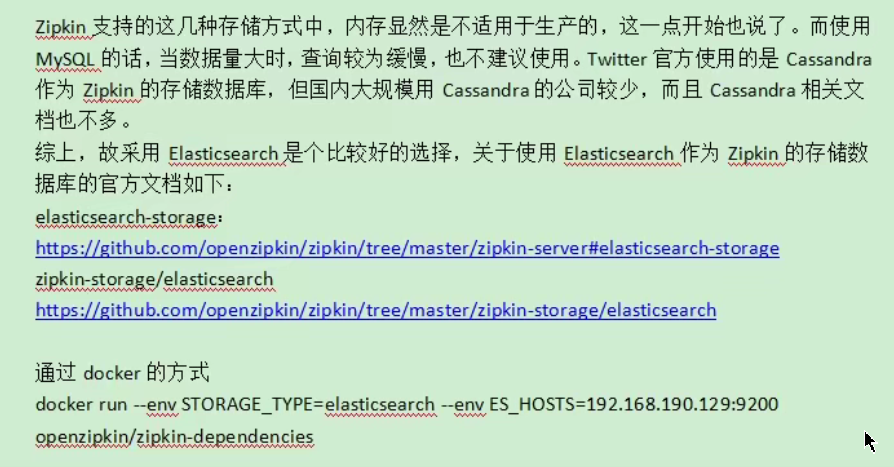 Zipkin 支持的这几种存储方式中，内存显然是不适用于生产的，这一点开始也说了。而使用
MySQL 的话，当数据量大时，查询较为缓慢，也不建议使用。Twitter 官方使用的是 Cassandra
作为 Zipkin 的存储数据库，但国内大规模用 Cassandra 的公司较少，而且 Cassandra 相关文
档也不多。
综上，故采用 Elasticsearch 是个比较好的选择，关于使用 Elasticsearch 作为 Zipkin 的存储数
据库的官方文档如下：
elasticsearch-storage：
https://github.com/openzipkin/zipkin/tree/master/zipkin-server#elasticsearch-storage
zipkin-storage/elasticsearch
https://github.com/openzipkin/zipkin/tree/master/zipkin-storage/elasticsearch
通过 docker 的方式
docker run --env STORAGE_TYPE=elasticsearch --env ES_HOSTS=192.168.190.129:9200
openzipkin/zipkin-dependencies